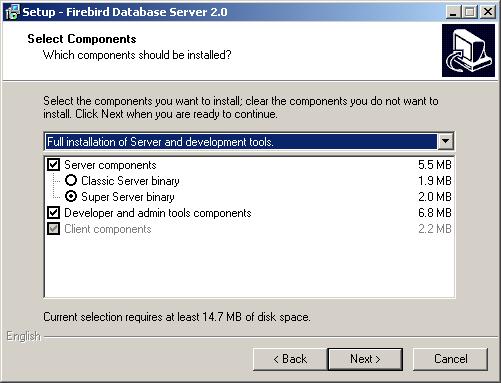 Setup - Firebird Database Server 2.0
Select Components
Which components should be installed?
Select the components you want to install; clear the components you do not want to
install. Click Next when you are ready to continue.
Full installation of Server and development tools.
Server components 5.5 MB
Classic Server binary 1.9 MB
Super Server binary 2.0 MB
Developer and admin tools components 6.8 MB
Client components 2.2 MB
Current selection requires at least 14.7 MB of disk space.
English
< Back Next > Cancel